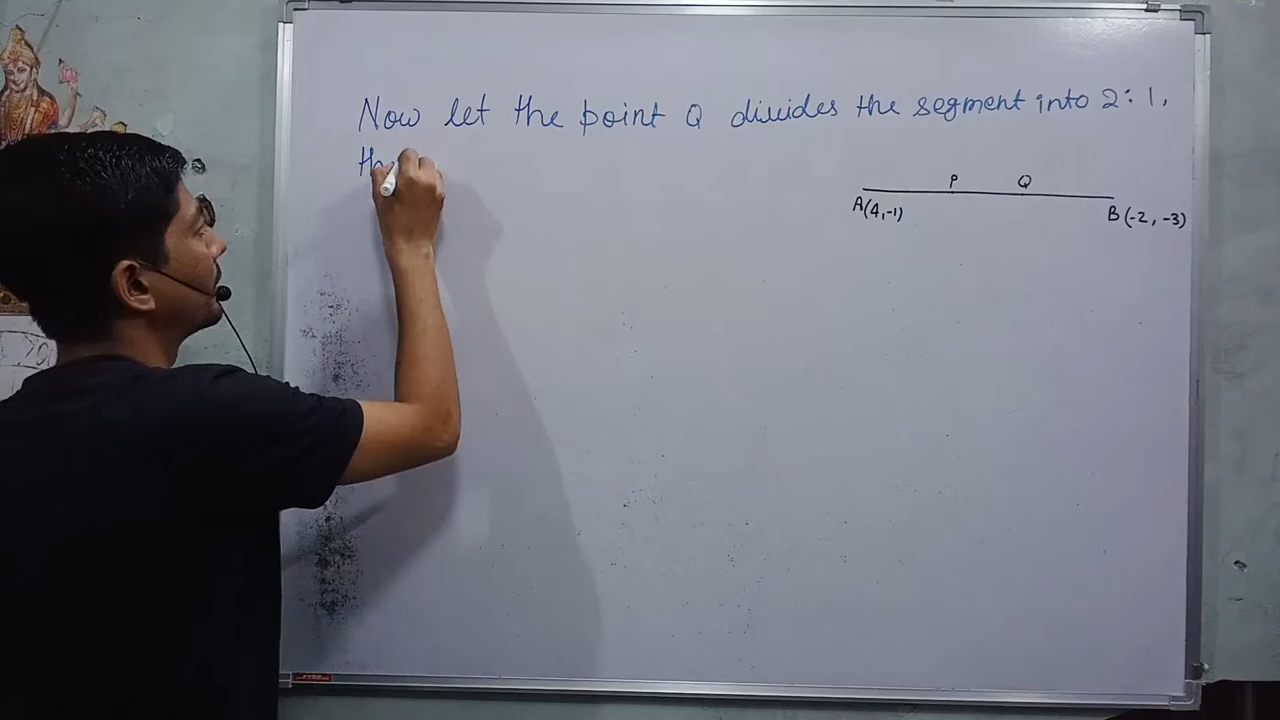 Now let the point Q divides the segment into 2:1,
th
P Q
A(4,-1) B(-2, -3)